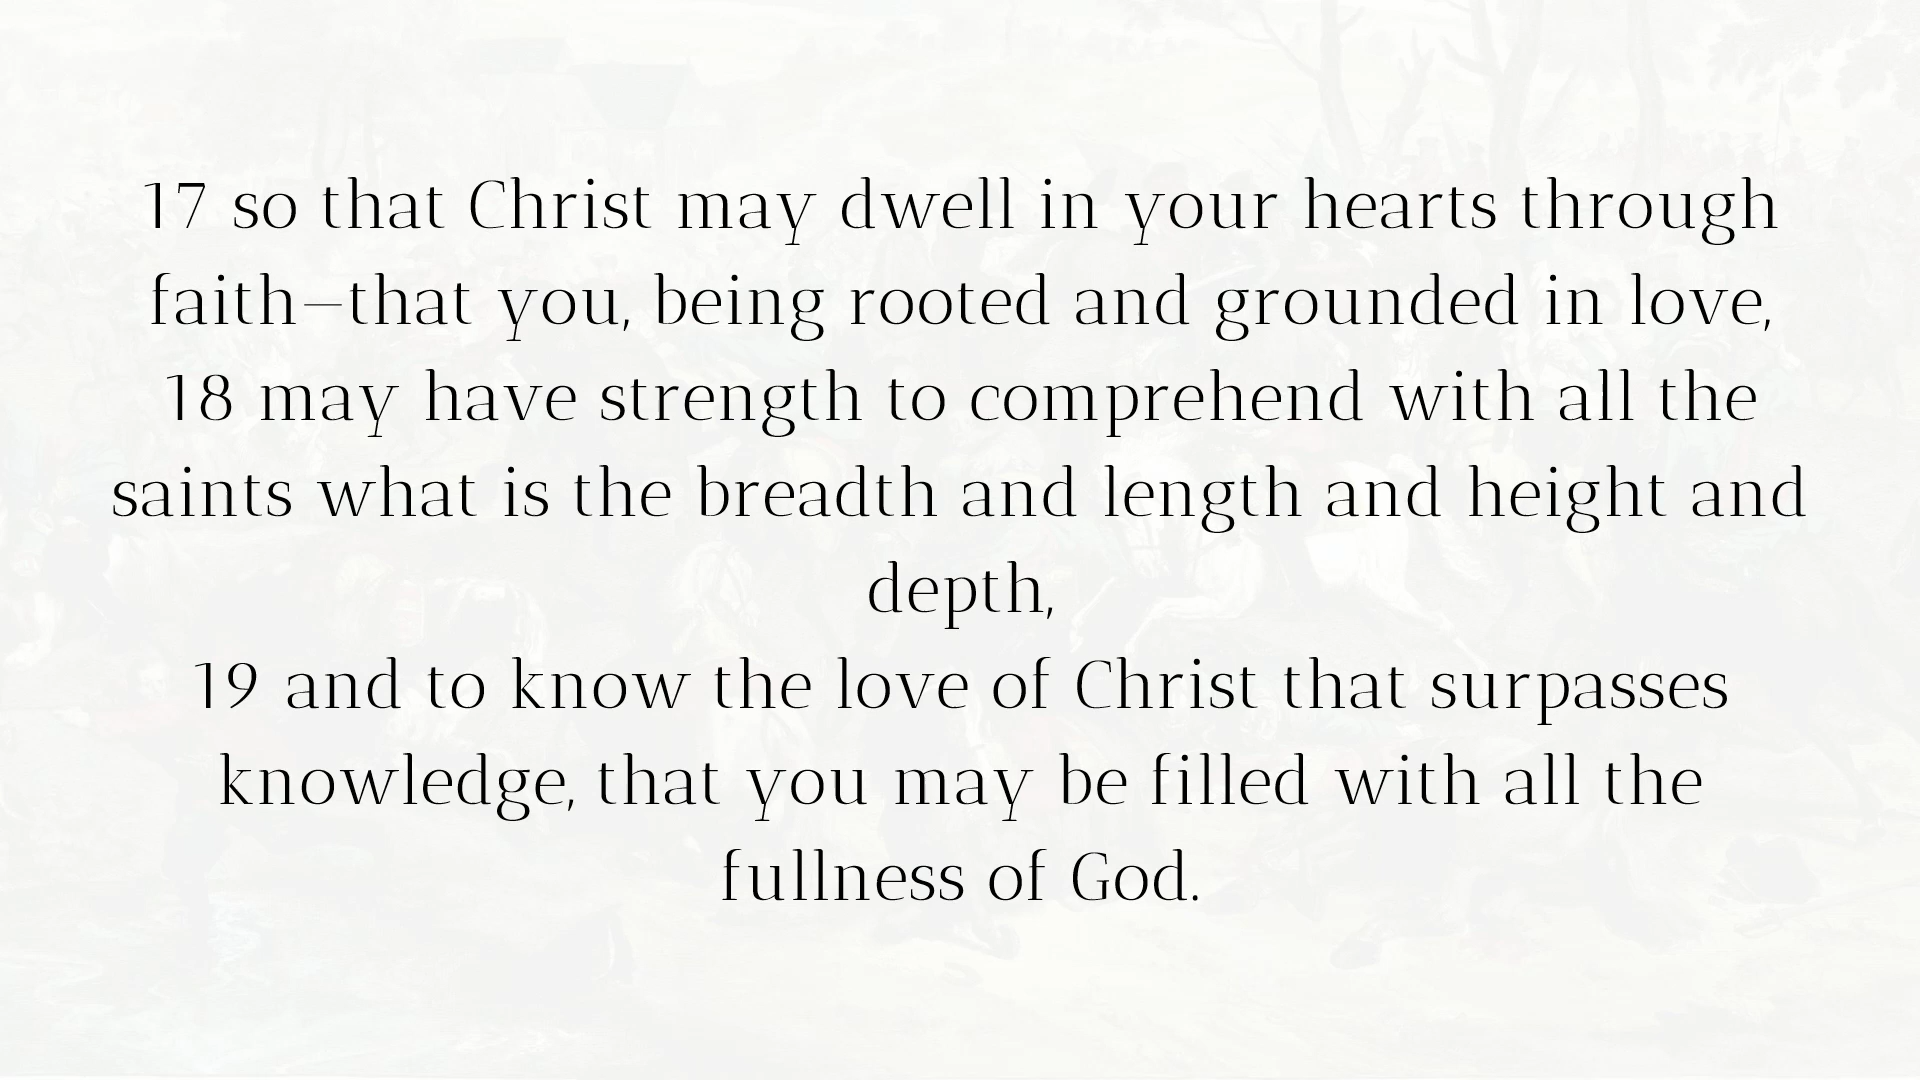 17 so that Christ may dwell in your hearts through
faith—that you, being rooted and grounded in love,
18 may have strength to comprehend with all the
saints what is the breadth and length and height and
depth,
19 and to know the love of Christ that surpasses
knowledge, that you may be filled with all the
fullness of God.